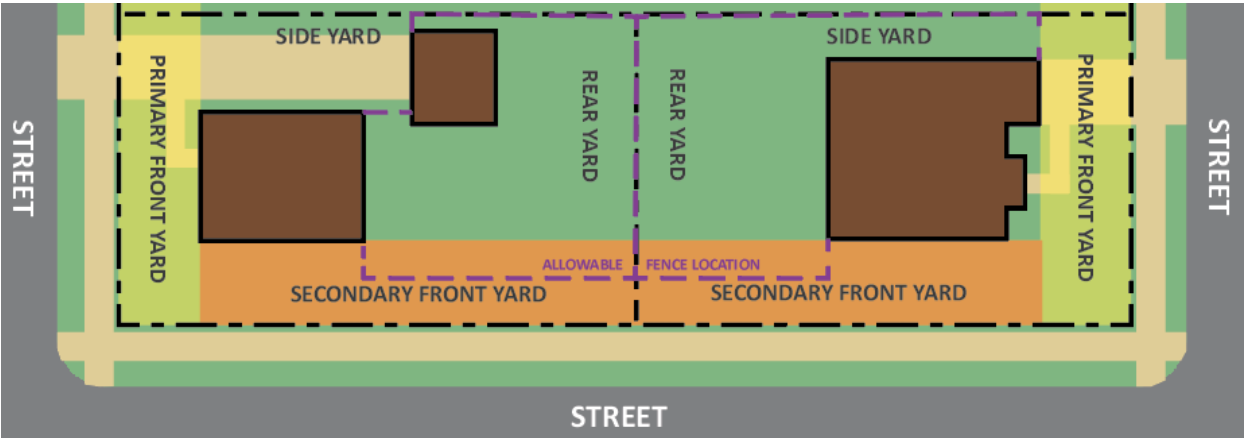 SIDE YARD
SIDE YARD
STREET
PRIMARY FRONT YARD
REAR YARD
REAR YARD
PRIMARY FRONT YARD
STREET
ALLOWABLE FENCE LOCATION
SECONDARY FRONT YARD
SECONDARY FRONT YARD
STREET